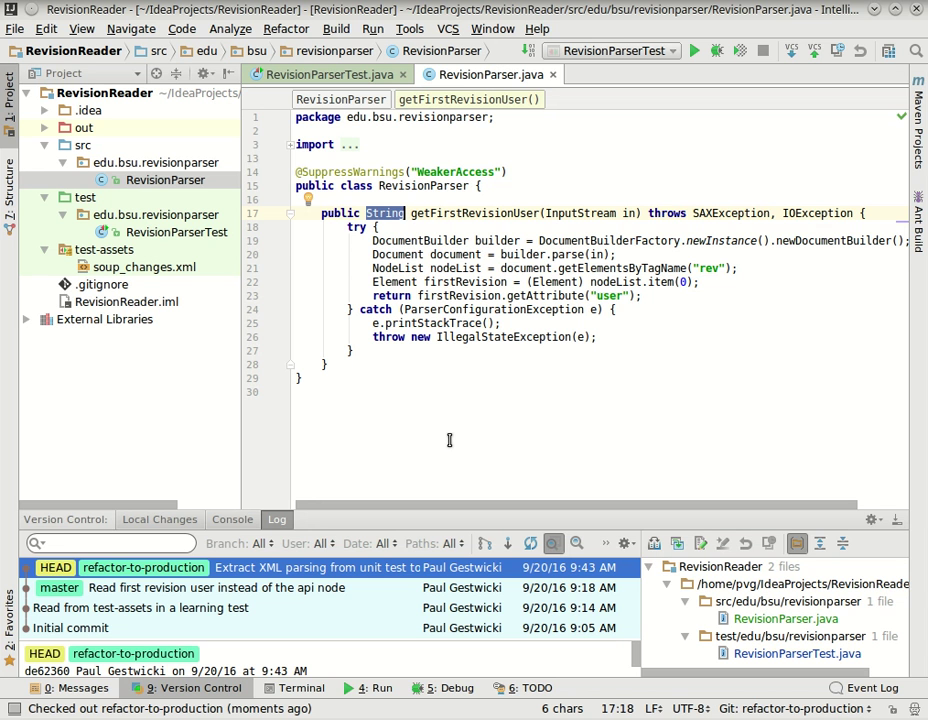 RevisionReader - [~/IdeaProjects/RevisionReader] - [RevisionReader] - ~/IdeaProjects/RevisionReader/src/edu/bsu/revisionparser/RevisionParser.java - Intelli...
File Edit View Navigate Code Analyze Refactor Build Run Tools VCS Window Help
RevisionReader src edu bsu revisionparser RevisionParser RevisionParserTest VCS VCS
Project RevisionParserTest.java RevisionParser.java
RevisionParser getFirstRevisionUser()
RevisionReader ~/IdeaProjects/
.idea
out
src
edu.bsu.revisionparser
RevisionParser
test
edu.bsu.revisionparser
RevisionParserTest
test-assets
soup_changes.xml
.gitignore
RevisionReader.iml
External Libraries
1: Project
7: Structure
2: Favorites
Maven Projects
Ant Build
1 package edu.bsu.revisionparser;
2
3 import ...
13
14 @SuppressWarnings("WeakerAccess")
15 public class RevisionParser {
16
17 public String getFirstRevisionUser(InputStream in) throws SAXException, IOException {
18 try {
19 DocumentBuilder builder = DocumentBuilderFactory.newInstance().newDocumentBuilder();
20 Document document = builder.parse(in);
21 NodeList nodeList = document.getElementsByTagName("rev");
22 Element firstRevision = (Element) nodeList.item(0);
23 return firstRevision.getAttribute("user");
24 } catch (ParserConfigurationException e) {
25 e.printStackTrace();
26 throw new IllegalStateException(e);
27 }
28 }
29 }
30
Version Control: Local Changes Console Log
Branch: All User: All Date: All Paths: All
HEAD refactor-to-production Extract XML parsing from unit test to Paul Gestwicki 9/20/16 9:43 AM
master Read first revision user instead of the api node Paul Gestwicki 9/20/16 9:18 AM
Read from test-assets in a learning test Paul Gestwicki 9/20/16 9:14 AM
Initial commit Paul Gestwicki 9/20/16 9:05 AM
HEAD refactor-to-production
de62360 Paul Gestwicki on 9/20/16 at 9:43 AM
RevisionReader 2 files
/home/pvg/IdeaProjects/RevisionReade
src/edu/bsu/revisionparser 1 file
RevisionParser.java
test/edu/bsu/revisionparser 1 file
RevisionParserTest.java
0: Messages 9: Version Control Terminal 4: Run 5: Debug 6: TODO Event Log
Checked out refactor-to-production (moments ago) 6 chars 17:18 LF UTF-8 Git: refactor-to-production